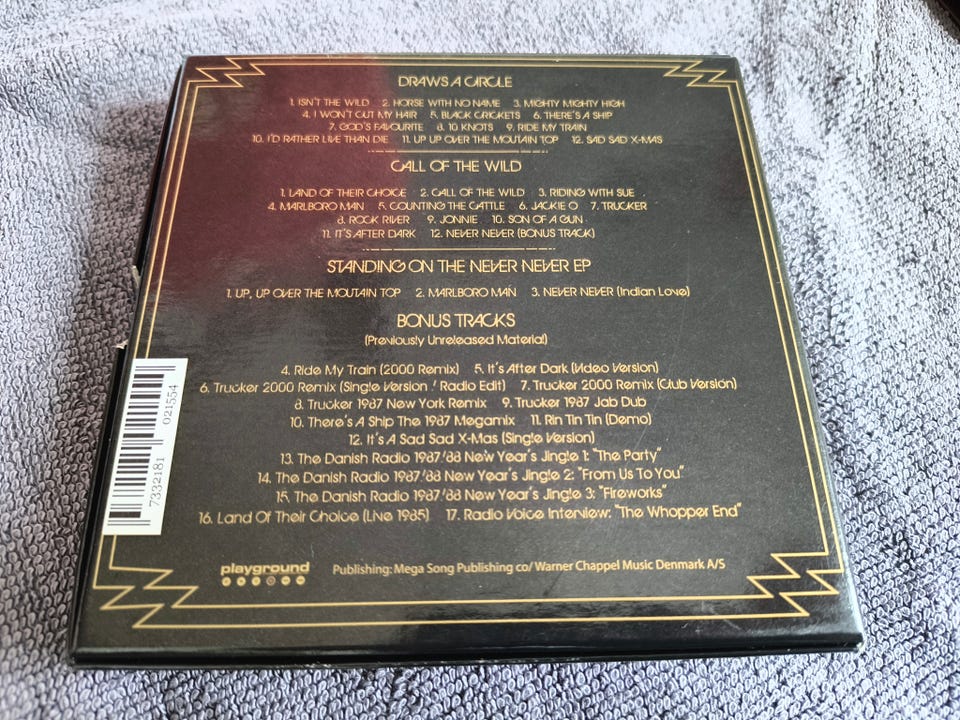 DRAWS A CIRCLE
1. ISN'T THE WILD 2. HORSE WITH NO NAME 3. MIGHTY MIGHTY HIGH
4. I WON'T CUT MY HAIR 5. BLACK CRICKETS 6. THERE'S A SHIP
7. GOD'S FAVOURITE 8. 10 KNOTS 9. RIDE MY TRAIN
10. I'D RATHER LIVE THAN DIE 11. UP UP OVER THE MOUTAIN TOP 12. SAD SAD X-MAS
CALL OF THE WILD
1. LAND OF THEIR CHOICE 2. CALL OF THE WILD 3. RIDING WITH SUE
4. MARLBORO MAN 5. COUNTING THE CATTLE 6. JACKIE O 7. TRUCKER
8. ROCK RIVER 9. JONNIE 10. SON OF A GUN
11. IT'S AFTER DARK 12. NEVER NEVER (BONUS TRACK)
STANDING ON THE NEVER NEVER EP
1. UP, UP OVER THE MOUTAIN TOP 2. MARLBORO MAN 3. NEVER NEVER (Indian Love)
BONUS TRACKS
(Previously Unreleased Material)
4. Ride My Train (2000 Remix) 5. It's After Dark (Video Version)
6. Trucker 2000 Remix (Single Version / Radio Edit) 7. Trucker 2000 Remix (Club Version)
8. Trucker 1987 New York Remix 9. Trucker 1987 Jab Dub
10. There's A Ship The 1987 Megamix 11. Rin Tin Tin (Demo)
12. It's A Sad Sad X-Mas (Single Version)
13. The Danish Radio 1987/88 New Year's Jingle 1: "The Party"
14. The Danish Radio 1987/88 New Year's Jingle 2: "From Us To You"
15. The Danish Radio 1987/88 New Year's Jingle 3: "Fireworks"
16. Land Of Their Choice (Live 1985) 17. Radio Voice Interview: "The Whopper End"
7332181 021554
playground
Publishing: Mega Song Publishing co/ Warner Chappel Music Denmark A/S